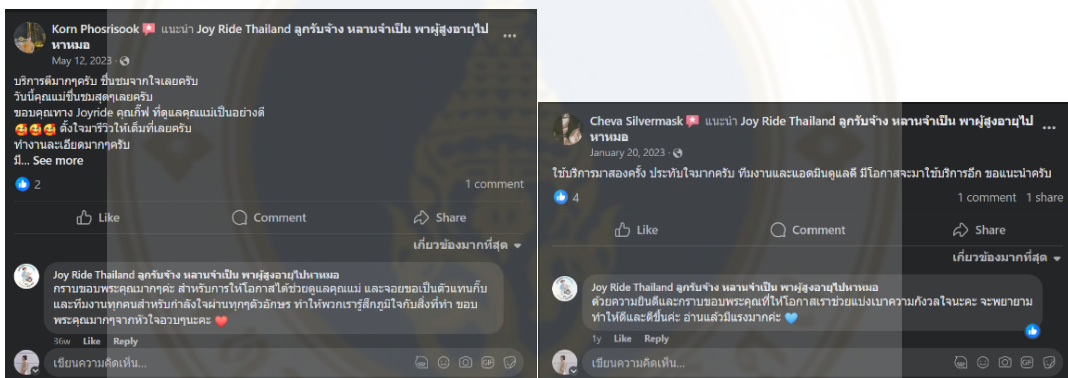 Korn Phosrisook แนะนำ Joy Ride Thailand ลูกรับจ้าง หลานจำเป็น พาผู้สูงอายุไป
หาหมอ
May 12, 2023
บริการดีมากๆครับ ชื่นชมจากใจเลยครับ
วันนี้คุณแม่ชื่นชมสุดๆเลยครับ
ขอบคุณทาง Joyride คุณกิ๊ฟ ที่ดูแลคุณแม่เป็นอย่างดี
🥰🥰🥰 ตั้งใจมารีวิวให้เต็มที่เลยครับ
ทำงานละเอียดมากๆครับ
มี... See more
2
1 comment
Like Comment Share
เกี่ยวข้องมากที่สุด
Joy Ride Thailand ลูกรับจ้าง หลานจำเป็น พาผู้สูงอายุไปหาหมอ
กราบขอบพระคุณมากๆค่ะ สำหรับการให้โอกาสได้ช่วยดูแลคุณแม่ และจอยขอเป็นตัวแทนกิ๊บ
และทีมงานทุกคนสำหรับกำลังใจผ่านทุกๆตัวอักษร ทำให้พวกเรารู้สึกภูมิใจกับสิ่งที่ทำ ขอบ
พระคุณมากๆจากหัวใจอวบๆนะคะ ❤️
36w Like Reply
เขียนความคิดเห็น...
Cheva Silvermask แนะนำ Joy Ride Thailand ลูกรับจ้าง หลานจำเป็น พาผู้สูงอายุไป
หาหมอ
January 20, 2023
ใช้บริการมาสองครั้ง ประทับใจมากครับ ทีมงานและแอดมินดูแลดี มีโอกาสจะมาใช้บริการอีก ขอแนะนำครับ
4
1 comment 1 share
Like Comment Share
เกี่ยวข้องมากที่สุด
Joy Ride Thailand ลูกรับจ้าง หลานจำเป็น พาผู้สูงอายุไปหาหมอ
ด้วยความยินดีและกราบขอบพระคุณที่ให้โอกาสเราช่วยแบ่งเบาความกังวลใจนะคะ จะพยายาม
ทำให้ดีและดีขึ้นค่ะ อ่านแล้วมีแรงมากค่ะ 💙
1y Like Reply
เขียนความคิดเห็น...